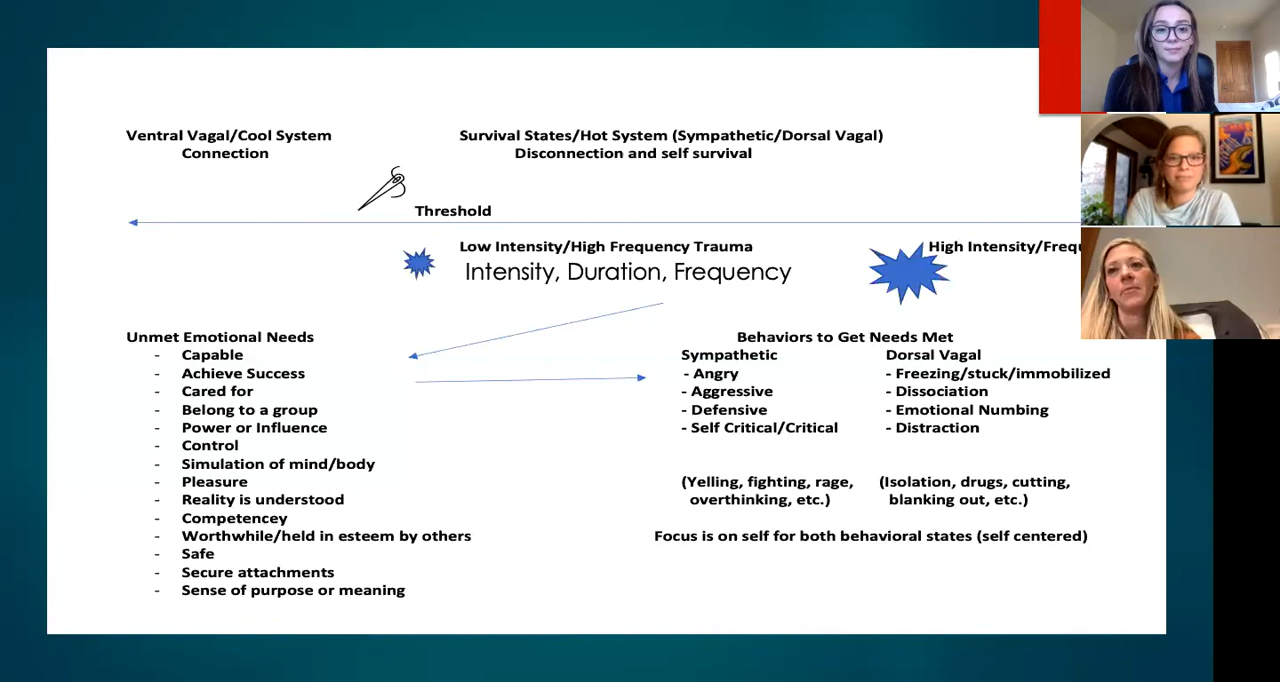 Ventral Vagal/Cool System
Connection
Survival States/Hot System (Sympathetic/Dorsal Vagal)
Disconnection and self survival
Threshold
Low Intensity/High Frequency Trauma
High Intensity/Frequ
Intensity, Duration, Frequency
Unmet Emotional Needs
- Capable
- Achieve Success
- Cared for
- Belong to a group
- Power or Influence
- Control
- Simulation of mind/body
- Pleasure
- Reality is understood
- Competencey
- Worthwhile/held in esteem by others
- Safe
- Secure attachments
- Sense of purpose or meaning
Behaviors to Get Needs Met
Sympathetic
- Angry
- Aggressive
- Defensive
- Self Critical/Critical
(Yelling, fighting, rage,
overthinking, etc.)
Dorsal Vagal
- Freezing/stuck/immobilized
- Dissociation
- Emotional Numbing
- Distraction
(Isolation, drugs, cutting,
blanking out, etc.)
Focus is on self for both behavioral states (self centered)